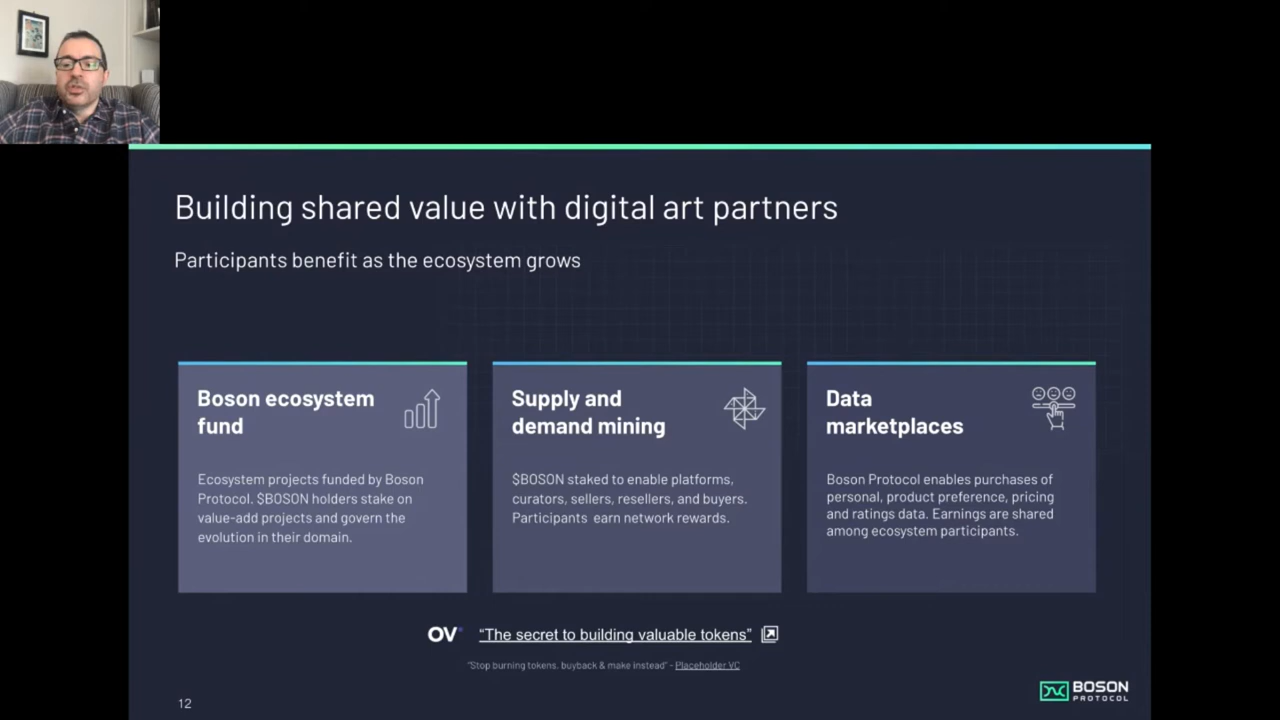 Building shared value with digital art partners
Participants benefit as the ecosystem grows
Boson ecosystem
fund
Ecosystem projects funded by Boson
Protocol. $BOSON holders stake on
value-add projects and govern the
evolution in their domain.
Supply and
demand mining
$BOSON staked to enable platforms,
curators, sellers, resellers, and buyers.
Participants earn network rewards.
Data
marketplaces
Boson Protocol enables purchases of
personal, product preference, pricing
and ratings data. Earnings are shared
among ecosystem participants.
OV “The secret to building valuable tokens”
“Stop burning tokens, buyback & make instead” - Placeholder VC
12
BOSON
PROTOCOL